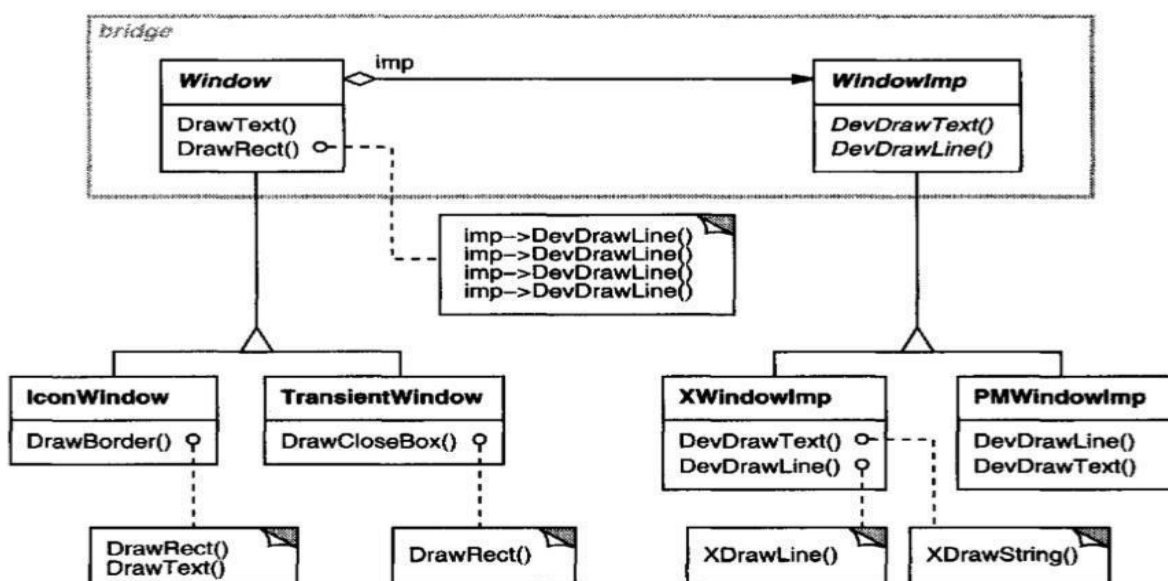 bridge
Window
imp
WindowImp
DrawText()
DrawRect()
DevDrawText()
DevDrawLine()
imp->DevDrawLine()
imp->DevDrawLine()
imp->DevDrawLine()
imp->DevDrawLine()
IconWindow
DrawBorder()
TransientWindow
DrawCloseBox()
XWindowImp
DevDrawText()
DevDrawLine()
PMWindowImp
DevDrawLine()
DevDrawText()
DrawRect()
DrawText()
DrawRect()
XDrawLine()
XDrawString()